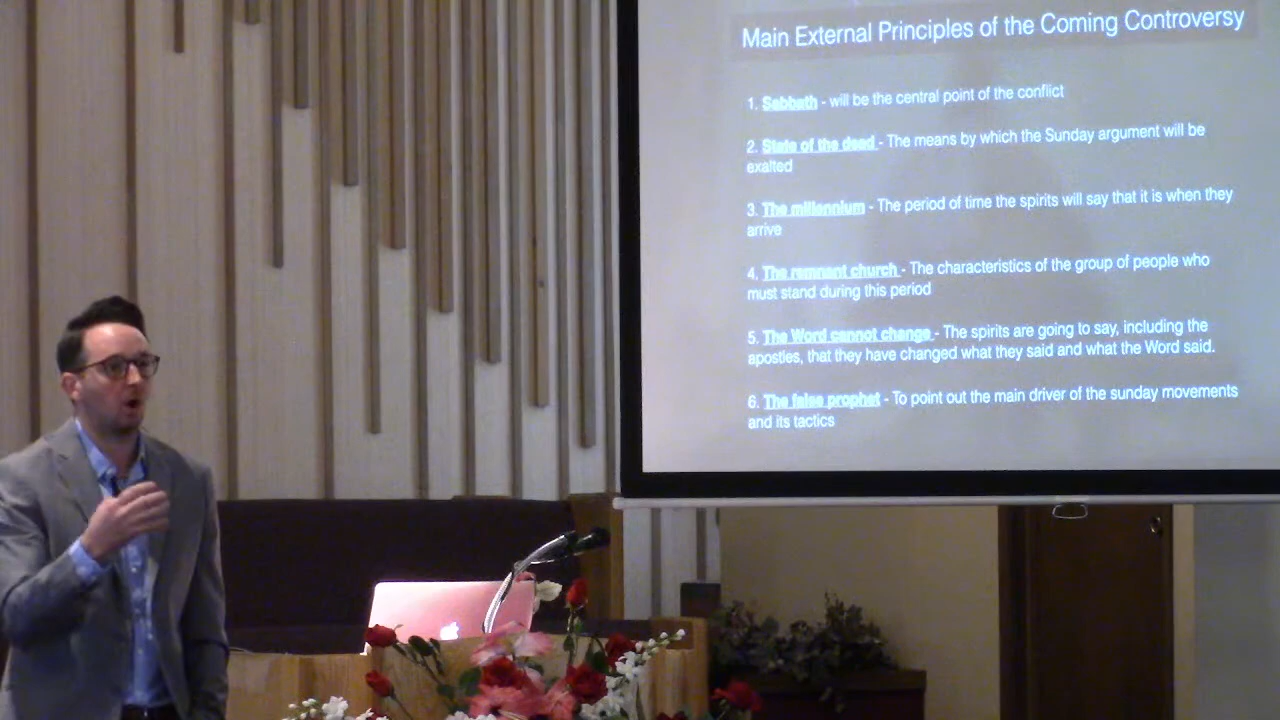 Main External Principles of the Coming Controversy
1. Sabbath - will be the central point of the conflict
2. State of the dead - The means by which the Sunday argument will be
exalted
3. The millennium - The period of time the spirits will say that it is when they
arrive
4. The remnant church - The characteristics of the group of people who
must stand during this period
5. The Word cannot change - The spirits are going to say, including the
apostles, that they have changed what they said and what the Word said.
6. The false prophet - To point out the main driver of the sunday movements
and its tactics